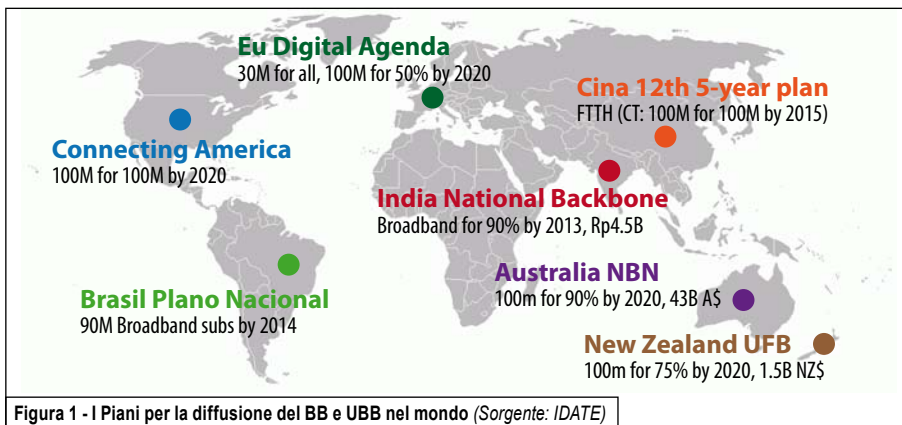 Eu Digital Agenda
30M for all, 100M for 50% by 2020
Cina 12th 5-year plan
FTTH (CT: 100M for 100M by 2015)
Connecting America
100M for 100M by 2020
India National Backbone
Broadband for 90% by 2013, Rp4.5B
Australia NBN
100m for 90% by 2020, 43B A$
Brasil Plano Nacional
90M Broadband subs by 2014
New Zealand UFB
100m for 75% by 2020, 1.5B NZ$
Figura 1 - I Piani per la diffusione del BB e UBB nel mondo (Sorgente: IDATE)